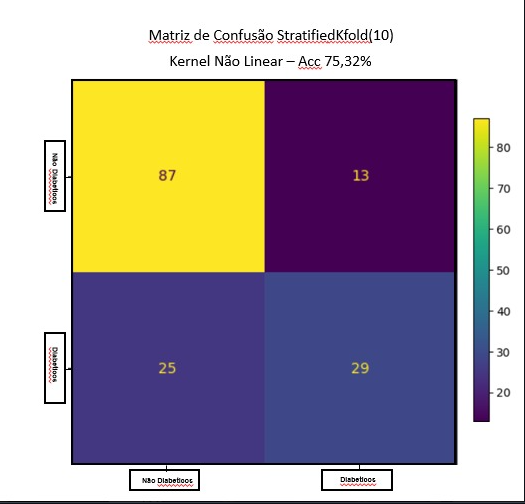 Matriz de Confusão StratifiedKfold(10)
Kernel Não Linear – Acc 75,32%
Não Diabeticos
87
13
80
70
60
50
40
30
20
Diabeticos
25
29
Não Diabeticos
Diabeticos